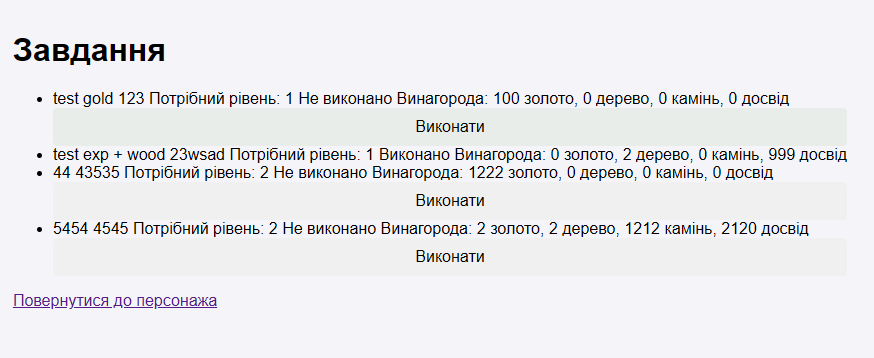 Завдання
test gold 123 Потрібний рівень: 1 Не виконано Винагорода: 100 золото, 0 дерево, 0 камінь, 0 досвід
Виконати
test exp + wood 23wsad Потрібний рівень: 1 Виконано Винагорода: 0 золото, 2 дерево, 0 камінь, 999 досвід
44 43535 Потрібний рівень: 2 Не виконано Винагорода: 1222 золото, 0 дерево, 0 камінь, 0 досвід
Виконати
5454 4545 Потрібний рівень: 2 Не виконано Винагорода: 2 золото, 2 дерево, 1212 камінь, 2120 досвід
Виконати
Повернутися до персонажа